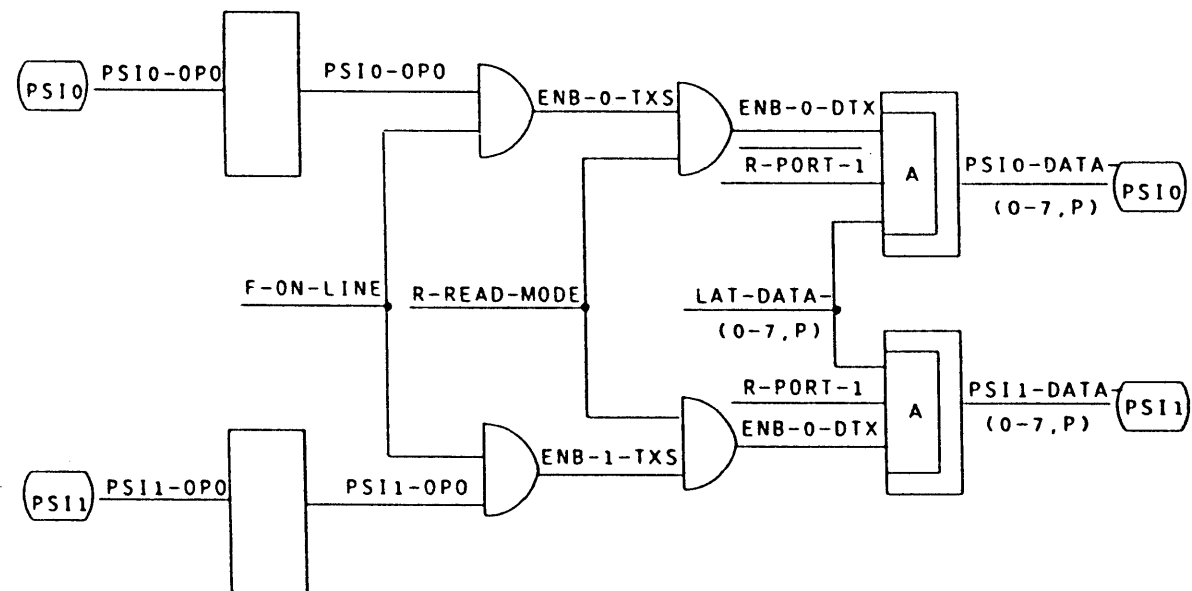 PSI0
PSI0-OPO
PSI0-OPO
ENB-0-TXS
ENB-0-DTX
R-PORT-1
A
PSI0-DATA-
(0-7,P)
PSI0
F-ON-LINE
R-READ-MODE
LAT-DATA-
(0-7,P)
R-PORT-1
ENB-0-DTX
A
PSI1-DATA-
(0-7,P)
PSI1
PSI1
PSI1-OPO
PSI1-OPO
ENB-1-TXS